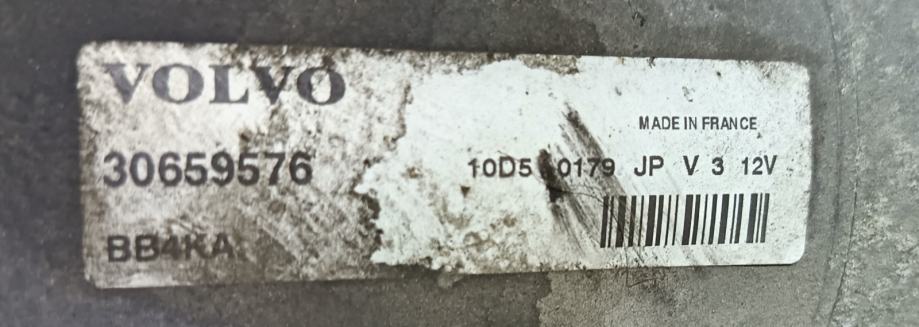 VOLVO
MADE IN FRANCE
30659576 10D5 0179 JP V 3 12V
BB4KA